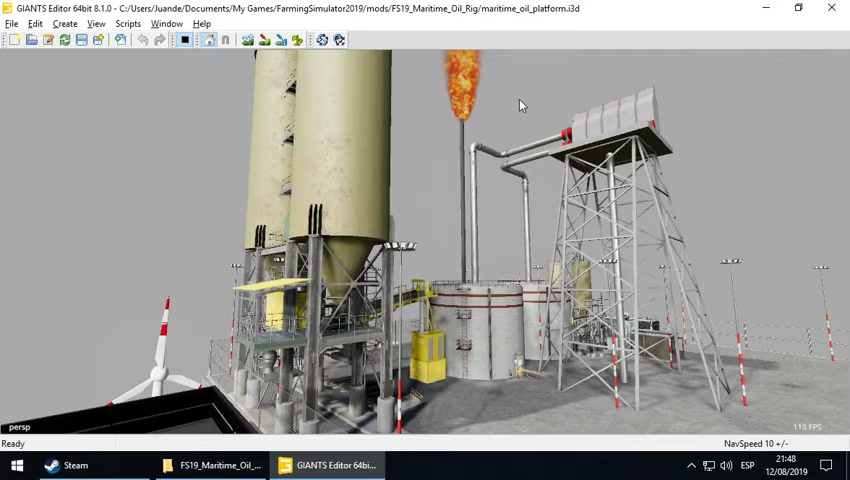 GIANTS Editor 64bit 8.1.0 - C:/Users/Juande/Documents/My Games/FarmingSimulator2019/mods/FS19_Maritime_Oil_Rig/maritime_oil_platform.i3d
File Edit Create View Scripts Window Help
persp
115 FPS
Ready
NavSpeed 10 +/-
Steam
FS19_Maritime_Oil_...
GIANTS Editor 64bi...
ESP
21:48
12/08/2019